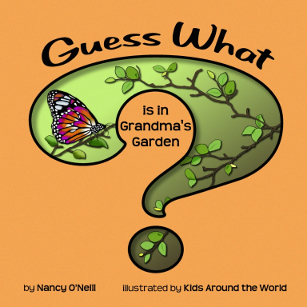 Guess What
is in
Grandma's
Garden
by Nancy O'Neill illustrated by Kids Around the World